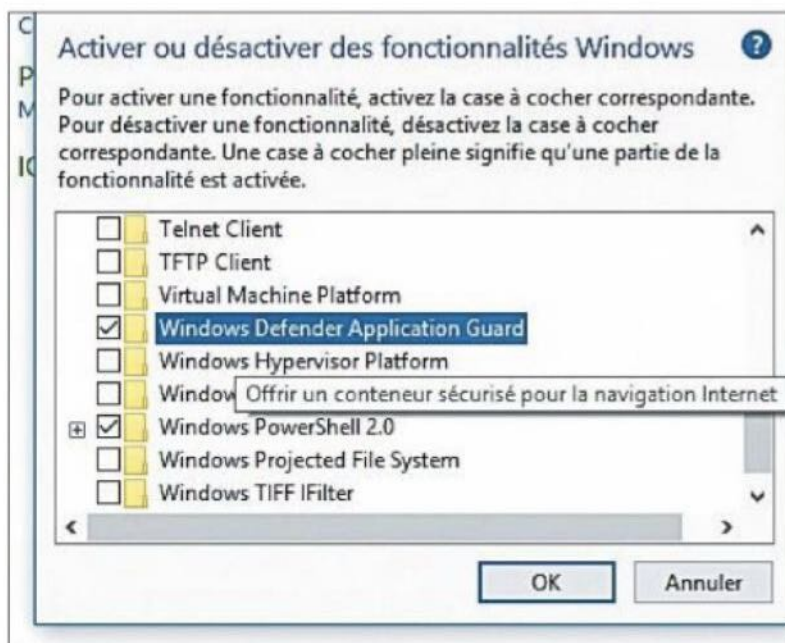 C
P
M
IC
Activer ou désactiver des fonctionnalités Windows
?
Pour activer une fonctionnalité, activez la case à cocher correspondante.
Pour désactiver une fonctionnalité, désactivez la case à cocher
correspondante. Une case à cocher pleine signifie qu'une partie de la
fonctionnalité est activée.
Telnet Client
TFTP Client
Virtual Machine Platform
Windows Defender Application Guard
Windows Hypervisor Platform
Window
Offrir un conteneur sécurisé pour la navigation Internet
Windows PowerShell 2.0
Windows Projected File System
Windows TIFF IFilter
OK
Annuler